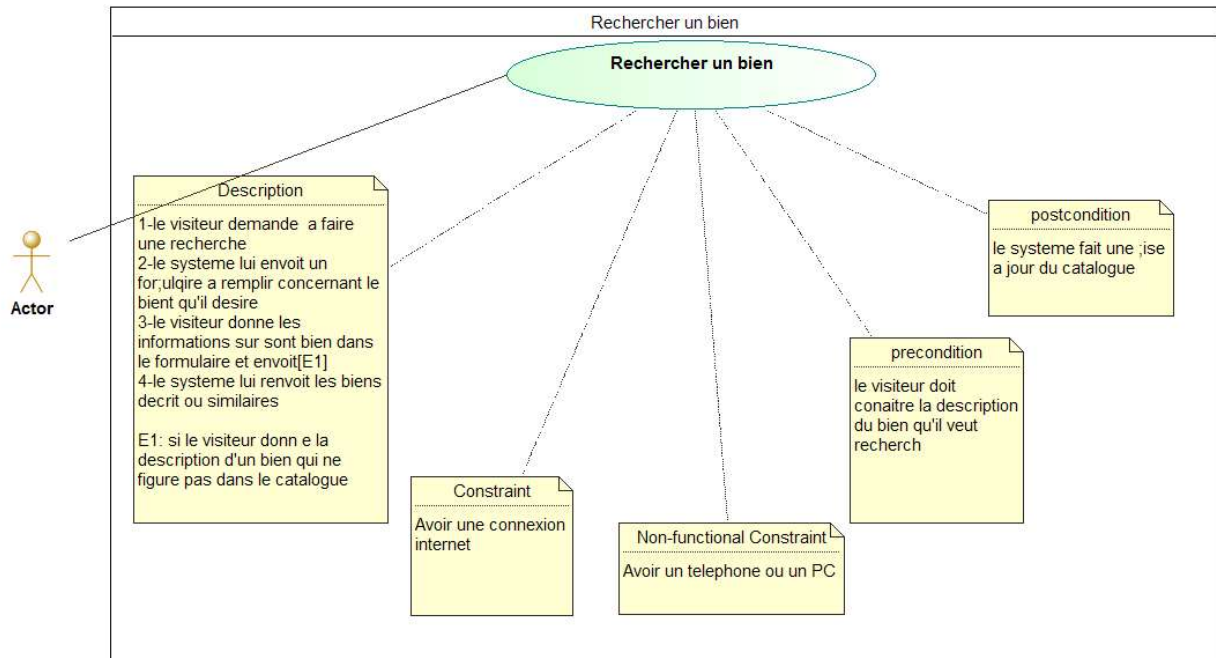 Rechercher un bien
Rechercher un bien
Description
1-le visiteur demande  a faire
une recherche
2-le systeme lui envoit un
for;ulqire a remplir concernant le
bient qu'il desire
3-le visiteur donne les
informations sur sont bien dans
le formulaire et envoit[E1]
4-le systeme lui renvoit les biens
decrit ou similaires
E1: si le visiteur donn e la
description d'un bien qui ne
figure pas dans le catalogue
Actor
postcondition
le systeme fait une ;ise
a jour du catalogue
precondition
le visiteur doit
conaitre la description
du bien qu'il veut
recherch
Constraint
Avoir une connexion
internet
Non-functional Constraint
Avoir un telephone ou un PC